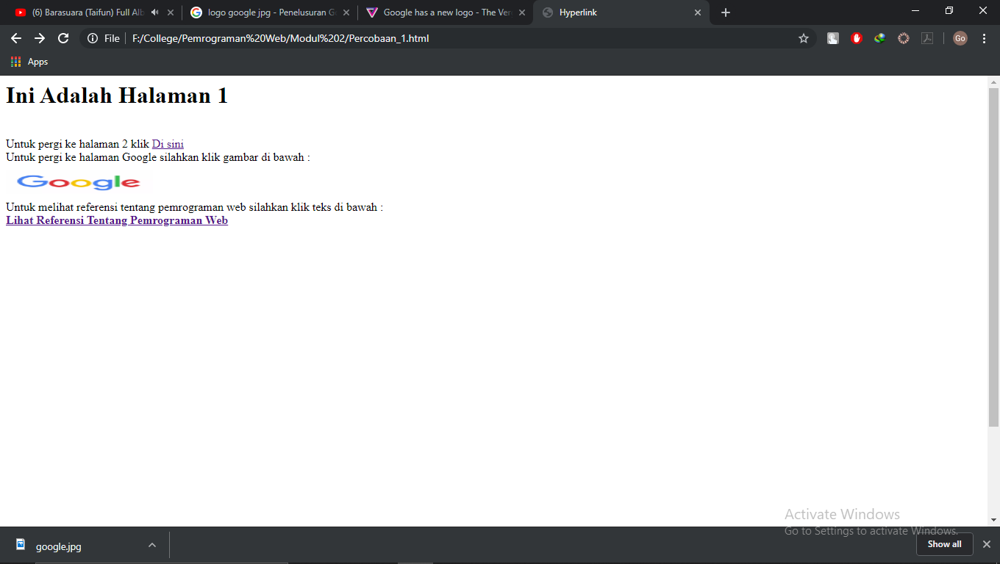 (6) Barasuara (Taifun) Full Alb
logo google jpg - Penelusuran G
Google has a new logo - The Ver
Hyperlink
File
F:/College/Pemrograman%20Web/Modul%202/Percobaan_1.html
Go
Apps
Ini Adalah Halaman 1
Untuk pergi ke halaman 2 klik Di sini
Untuk pergi ke halaman Google silahkan klik gambar di bawah :
Google
Untuk melihat referensi tentang pemrograman web silahkan klik teks di bawah :
Lihat Referensi Tentang Pemrograman Web
Activate Windows
Go to Settings to activate Windows.
google.jpg
Show all